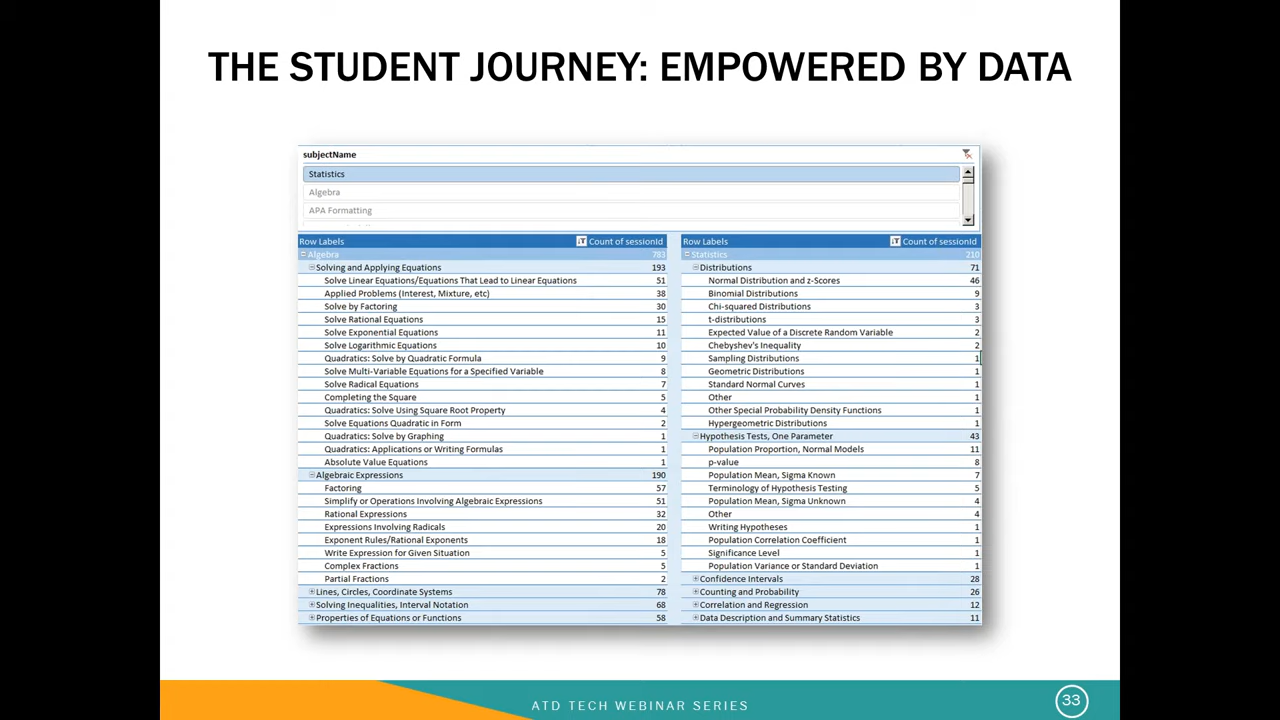 THE STUDENT JOURNEY: EMPOWERED BY DATA
subjectName
Statistics
Algebra
APA Formatting
Row Labels Count of sessionId
Algebra 783
Solving and Applying Equations 193
Solve Linear Equations/Equations That Lead to Linear Equations 51
Applied Problems (Interest, Mixture, etc) 38
Solve by Factoring 30
Solve Rational Equations 15
Solve Exponential Equations 11
Solve Logarithmic Equations 10
Quadratics: Solve by Quadratic Formula 9
Solve Multi-Variable Equations for a Specified Variable 8
Solve Radical Equations 7
Completing the Square 5
Quadratics: Solve Using Square Root Property 4
Solve Equations Quadratic in Form 2
Quadratics: Solve by Graphing 1
Quadratics: Applications or Writing Formulas 1
Absolute Value Equations 1
Algebraic Expressions 190
Factoring 57
Simplify or Operations Involving Algebraic Expressions 51
Rational Expressions 32
Expressions Involving Radicals 20
Exponent Rules/Rational Exponents 18
Write Expression for Given Situation 5
Complex Fractions 5
Partial Fractions 2
Lines, Circles, Coordinate Systems 78
Solving Inequalities, Interval Notation 68
Properties of Equations or Functions 58
Row Labels Count of sessionId
Statistics 210
Distributions 71
Normal Distribution and z-Scores 46
Binomial Distributions 9
Chi-squared Distributions 3
t-distributions 3
Expected Value of a Discrete Random Variable 2
Chebyshev's Inequality 2
Sampling Distributions 1
Geometric Distributions 1
Standard Normal Curves 1
Other 1
Other Special Probability Density Functions 1
Hypergeometric Distributions 1
Hypothesis Tests, One Parameter 43
Population Proportion, Normal Models 11
p-value 8
Population Mean, Sigma Known 7
Terminology of Hypothesis Testing 5
Population Mean, Sigma Unknown 4
Other 4
Writing Hypotheses 1
Population Correlation Coefficient 1
Significance Level 1
Population Variance or Standard Deviation 1
Confidence Intervals 28
Counting and Probability 26
Correlation and Regression 12
Data Description and Summary Statistics 11
ATD TECH WEBINAR SERIES
33